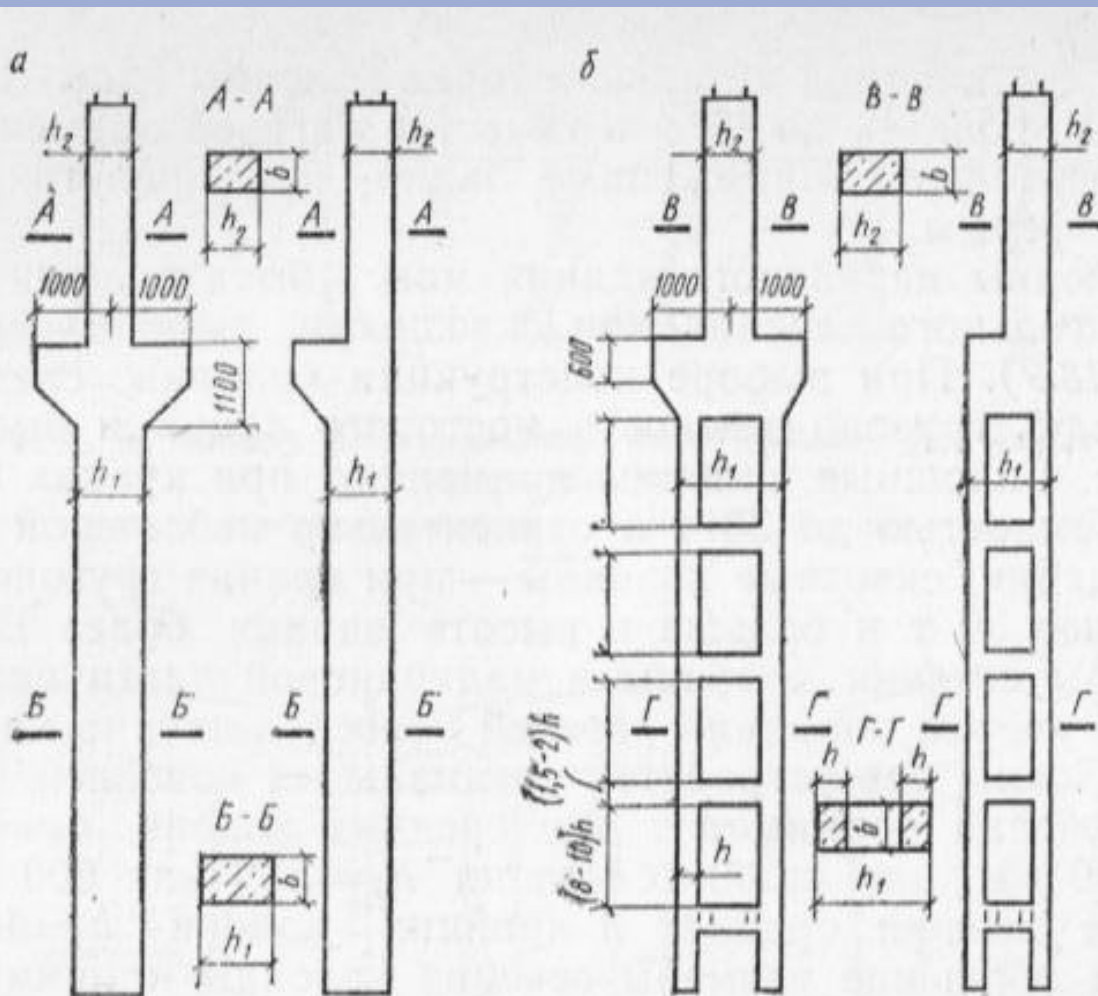 а
А - А
h₂
b
h₂
h₂
А
А
А
А
1000
1000
1100
h₁
h₁
Б
Б
Б
Б
Б - Б
b
h₁
б
В - В
h₂
b
h₂
h₂
В
В
В
В
1000
1000
600
h₁
h₁
Г
Г
Г
Г
Г-Г
h
h
b
h₁
(1,5-2)h
(8-10)h
h